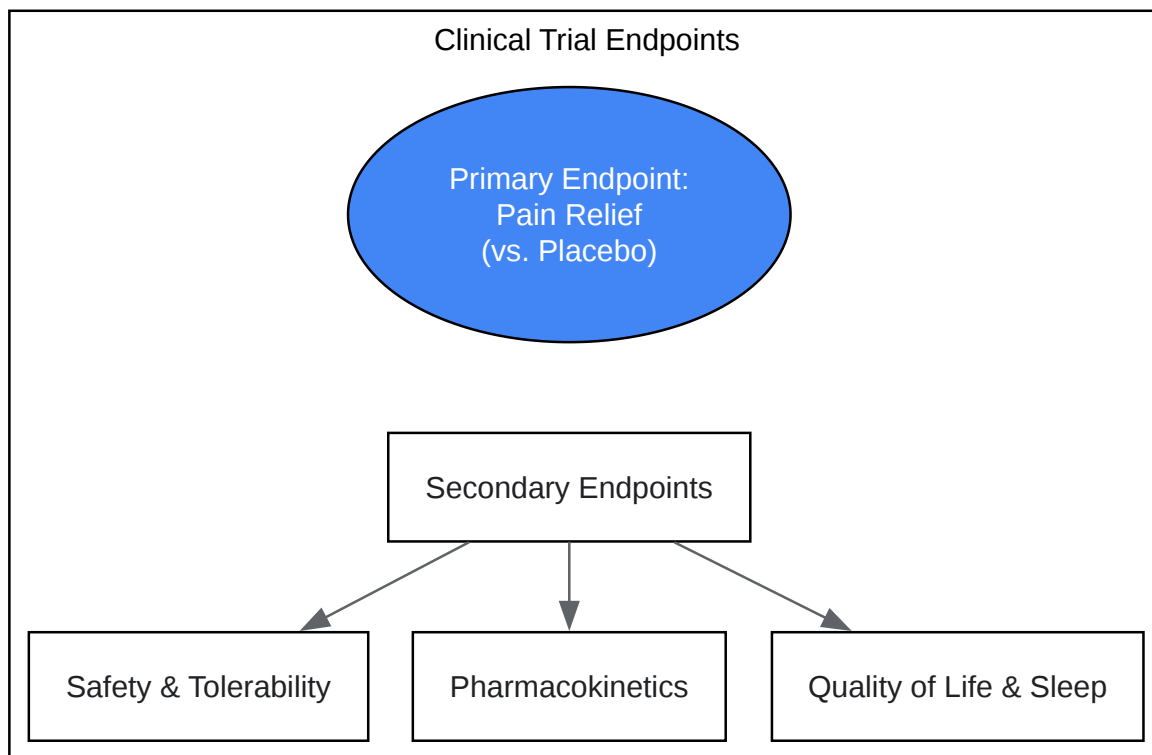 Clinical Trial Endpoints
Primary Endpoint:
Pain Relief
(vs. Placebo)
Secondary Endpoints
Safety & Tolerability
Pharmacokinetics
Quality of Life & Sleep